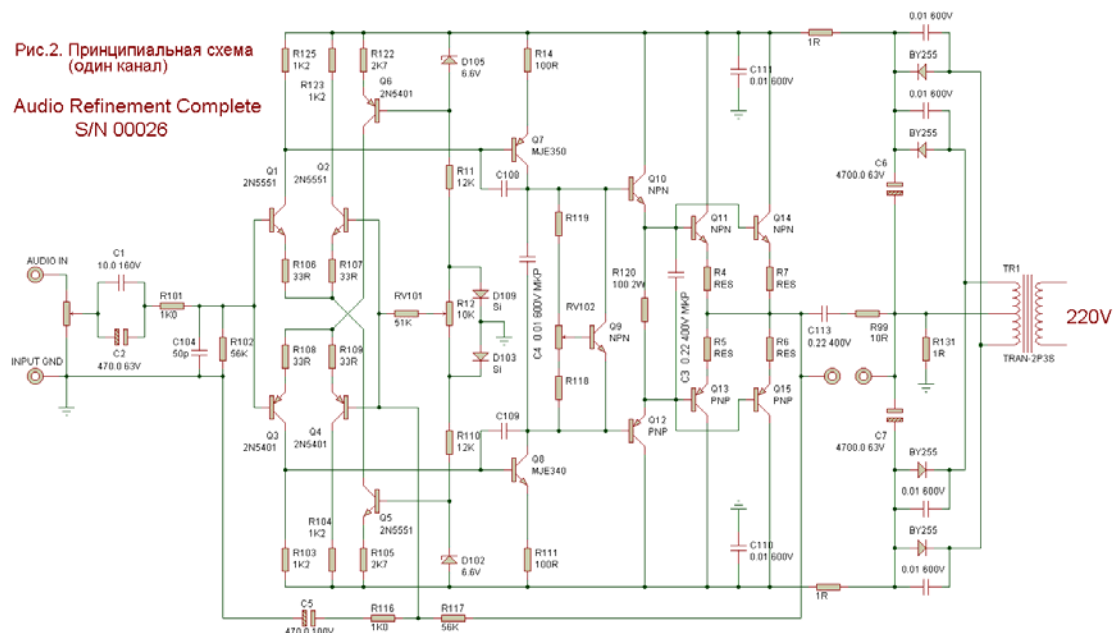 Рис.2. Принципиальная схема
(один канал)
Audio Refinement Complete
S/N 00026
R125
1K2
R123
1K2
R122
2K7
Q6
2N5401
D105
6.6V
R14
100R
1R
0.01 600V
BY255
0.01 600V
BY255
C111
0.01 600V
C6
4700.0 63V
Q7
MJE350
Q1
2N5551
Q2
2N5551
R11
12K
C108
Q10
NPN
Q11
NPN
Q14
NPN
R119
R106
33R
R107
33R
RV101
51K
R12
10K
D109
Si
D103
Si
C4 0.01 600V MKP
RV102
Q9
NPN
R120
100 2W
C3 0.22 400V MKP
R4
RES
R7
RES
R5
RES
R6
RES
C113
0.22 400V
R99
10R
R131
1R
TR1
TRAN-2P3S
220V
AUDIO IN
C1
10.0 160V
C2
470.0 63V
R101
1K0
C104
50p
R102
56K
INPUT GND
R108
33R
R109
33R
Q3
2N5401
Q4
2N5401
R118
Q13
PNP
Q15
PNP
Q12
PNP
C109
R110
12K
Q8
MJE340
C7
4700.0 63V
BY255
0.01 600V
BY255
0.01 600V
Q5
2N5551
R103
1K2
R104
1K2
R105
2K7
D102
6.6V
R111
100R
C110
0.01 600V
1R
C5
470.0 100V
R116
1K0
R117
56K